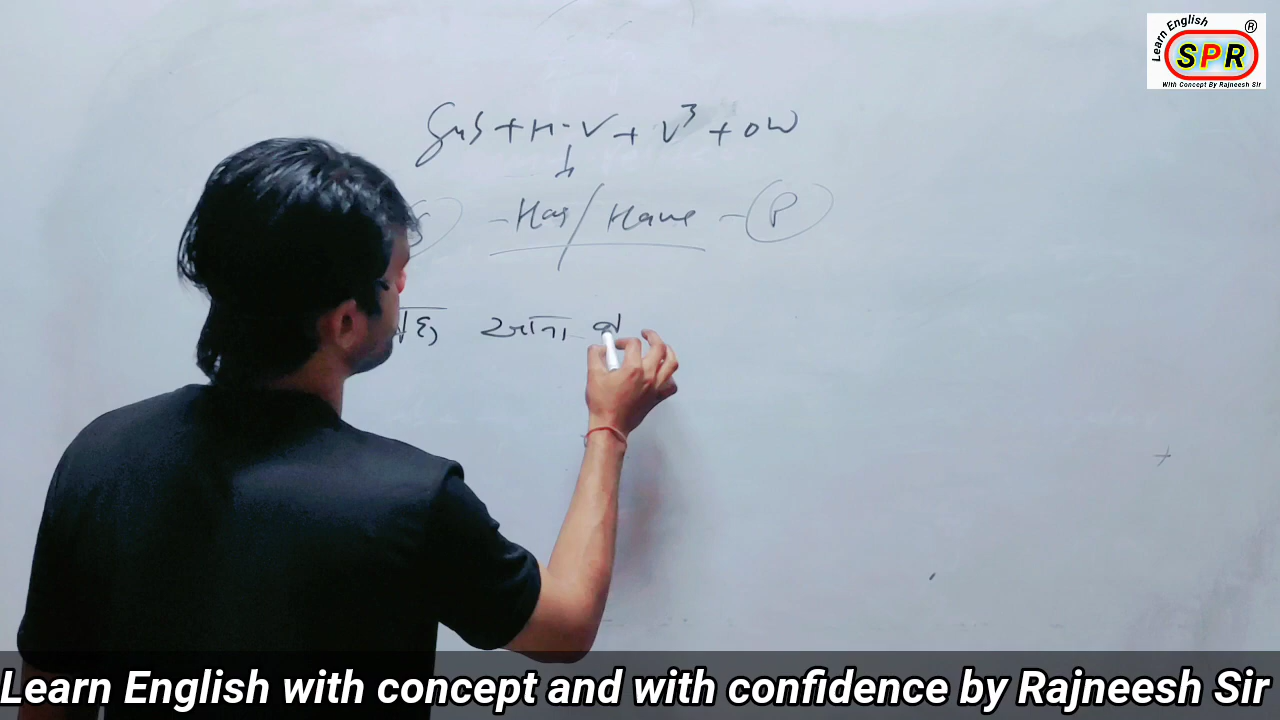 Learn English
®
SPR
With Concept By Rajneesh Sir
Sub + H.V + V³ + OW
S - Has / Have - P
खाना
Learn English with concept and with confidence by Rajneesh Sir